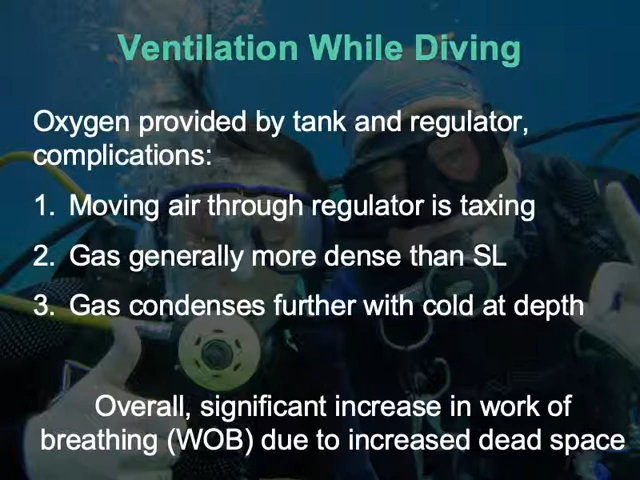 Ventilation While Diving
Oxygen provided by tank and regulator,
complications:
1. Moving air through regulator is taxing
2. Gas generally more dense than SL
3. Gas condenses further with cold at depth
Overall, significant increase in work of
breathing (WOB) due to increased dead space